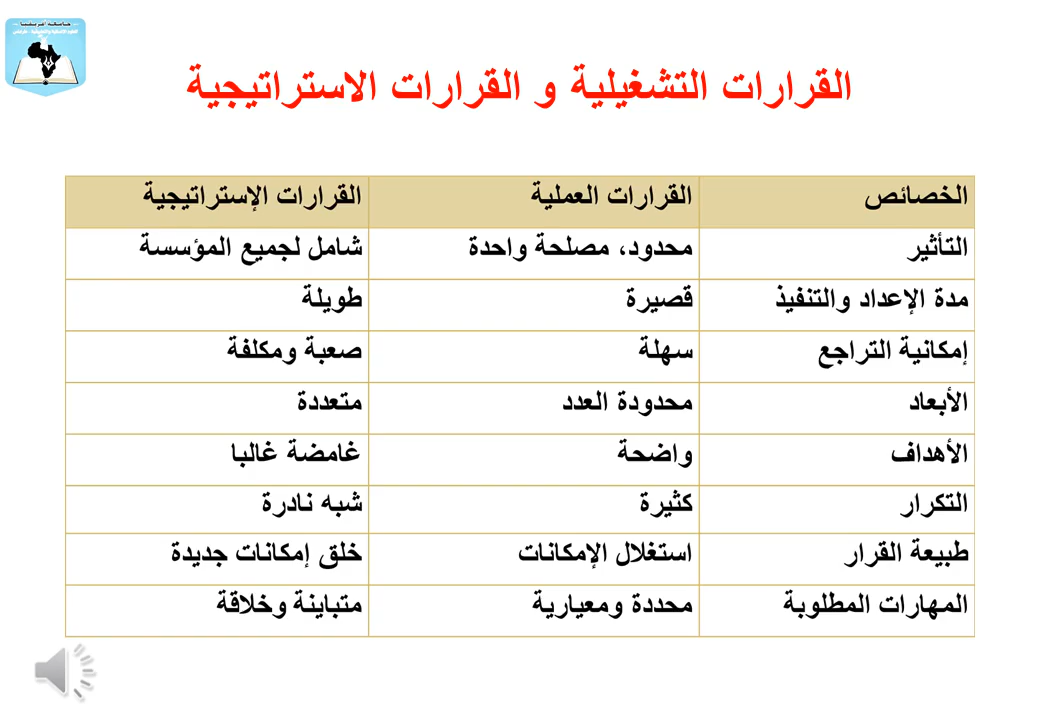 جامعة أفريقيا
القرارات التشغيلية و القرارات الاستراتيجية
الخصائص القرارات العملية القرارات الإستراتيجية
التأثير محدود، مصلحة واحدة شامل لجميع المؤسسة
مدة الإعداد والتنفيذ قصيرة طويلة
إمكانية التراجع سهلة صعبة ومكلفة
الأبعاد محدودة العدد متعددة
الأهداف واضحة غامضة غالبا
التكرار كثيرة شبه نادرة
طبيعة القرار استغلال الإمكانات خلق إمكانات جديدة
المهارات المطلوبة محددة ومعيارية متباينة وخلاقة